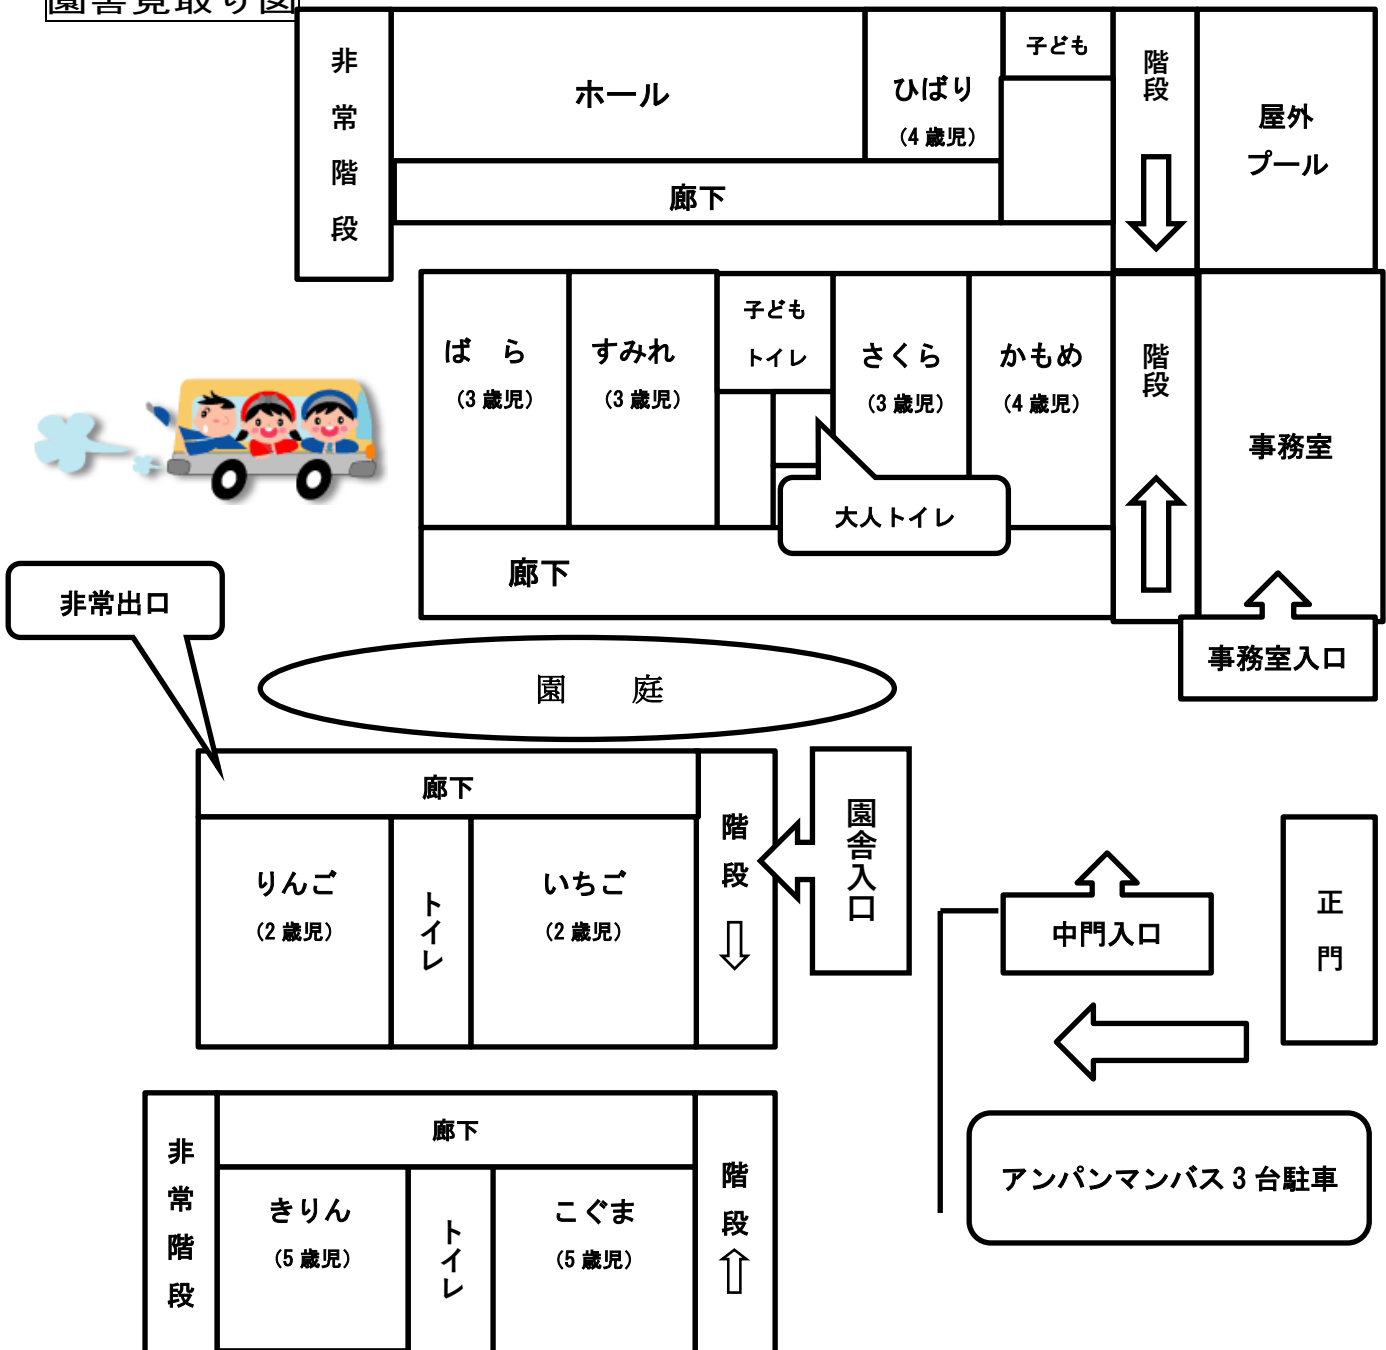 園舎見取り図
非常階段
ホール
ひばり
（4 歳児）
子ども
階段
屋外
プール
廊下
ば　ら
（3 歳児）
すみれ
（3 歳児）
子ども
トイレ
さくら
（3 歳児）
かもめ
（4 歳児）
階段
事務室
大人トイレ
廊下
非常出口
事務室入口
園　庭
廊下
階段
園舎入口
りんご
（2 歳児）
トイレ
いちご
（2 歳児）
中門入口
正門
非常階段
廊下
階段
アンパンマンバス 3 台駐車
きりん
（5 歳児）
トイレ
こぐま
（5 歳児）